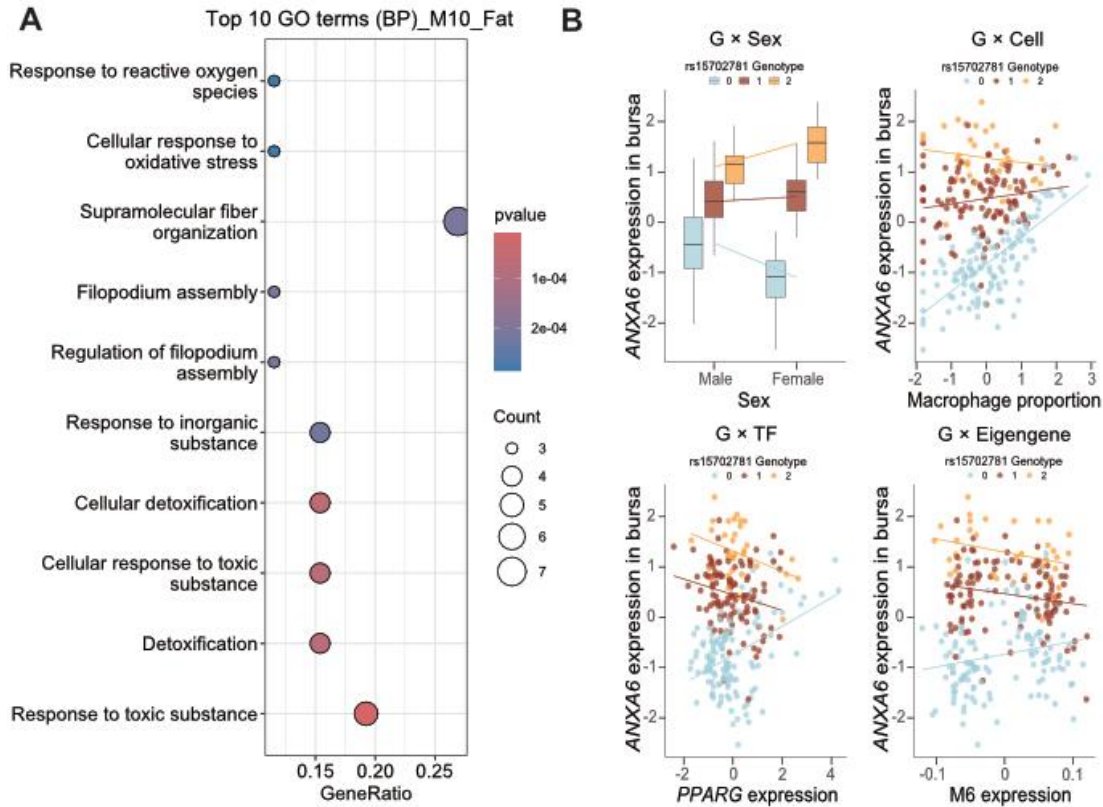 A
Top 10 GO terms (BP)_M10_Fat
Response to reactive oxygen
species
Cellular response to
oxidative stress
Supramolecular fiber
organization
Filopodium assembly
Regulation of filopodium
assembly
Response to inorganic
substance
Cellular detoxification
Cellular response to toxic
substance
Detoxification
Response to toxic substance
0.15 0.20 0.25
GeneRatio
pvalue
1e-04
2e-04
Count
3
4
5
6
7
B
G × Sex
rs15702781 Genotype
0 1 2
ANXA6 expression in bursa
2
1
0
-1
-2
Male Female
Sex
G × Cell
rs15702781 Genotype
0 1 2
ANXA6 expression in bursa
2
1
0
-1
-2
-2 -1 0 1 2 3
Macrophage proportion
G × TF
rs15702781 Genotype
0 1 2
ANXA6 expression in bursa
2
1
0
-1
-2
-2 0 2 4
PPARG expression
G × Eigengene
rs15702781 Genotype
0 1 2
ANXA6 expression in bursa
2
1
0
-1
-2
-0.1 0 0.1
M6 expression